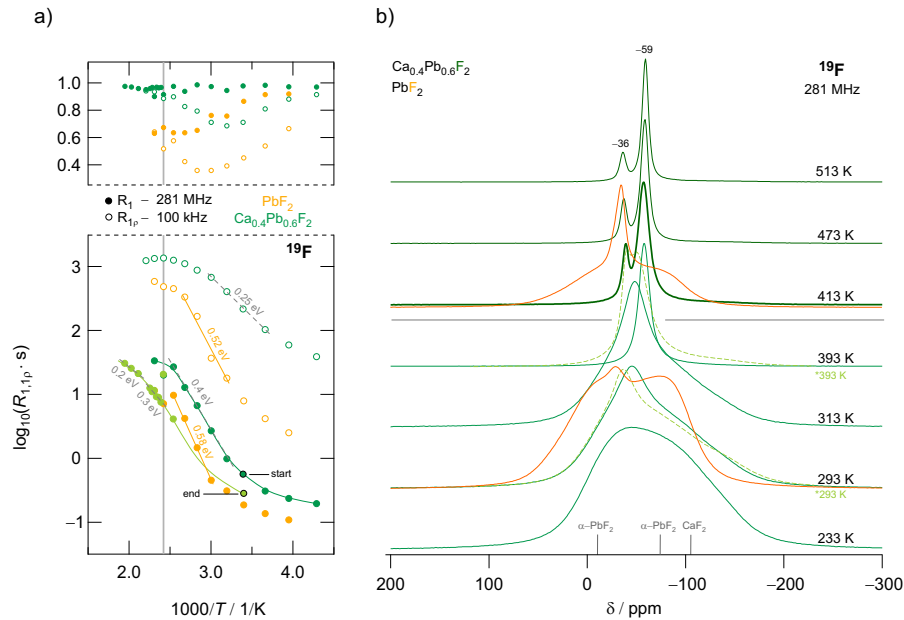 a)
1.0
0.8
0.6
0.4
R₁ – 281 MHz
R₁ρ – 100 kHz
PbF₂
Ca₀.₄Pb₀.₆F₂
¹⁹F
3
2
1
0
−1
0.25 eV
0.52 eV
0.4 eV
0.2 eV
0.3 eV
0.58 eV
start
end
log₁₀(R₁,₁ρ · s)
2.0 3.0 4.0
1000/T / 1/K
b)
Ca₀.₄Pb₀.₆F₂
PbF₂
¹⁹F
281 MHz
−59
−36
513 K
473 K
413 K
393 K
*393 K
313 K
293 K
*293 K
233 K
α−PbF₂ α−PbF₂ CaF₂
200 100 0 −100 −200 −300
δ / ppm